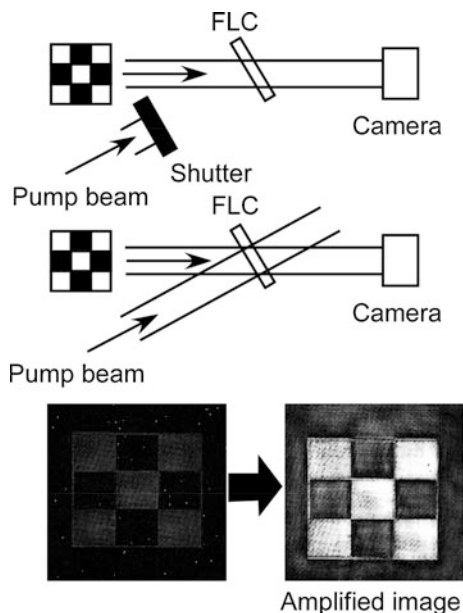 FLC
Camera
Shutter
Pump beam
FLC
Camera
Pump beam
Amplified image